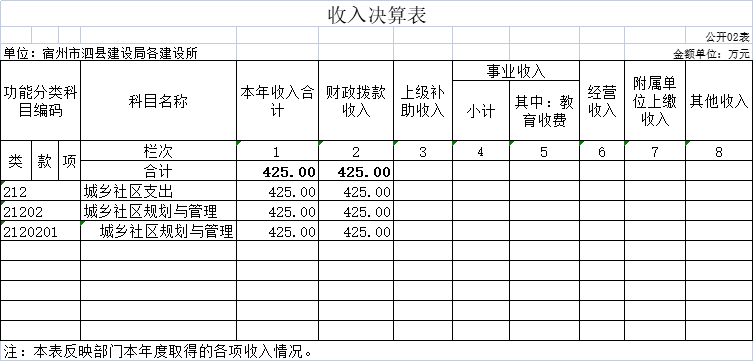 收入决算表
公开02表
单位：宿州市泗县建设局各建设所 金额单位：万元
功能分类科目编码 科目名称 本年收入合计 财政拨款收入 上级补助收入 事业收入 经营收入 附属单位上缴收入 其他收入
小计 其中：教育收费
类 款 项 栏次 1 2 3 4 5 6 7 8
合计 425.00 425.00
212 城乡社区支出 425.00 425.00
21202 城乡社区规划与管理 425.00 425.00
2120201 城乡社区规划与管理 425.00 425.00
注：本表反映部门本年度取得的各项收入情况。